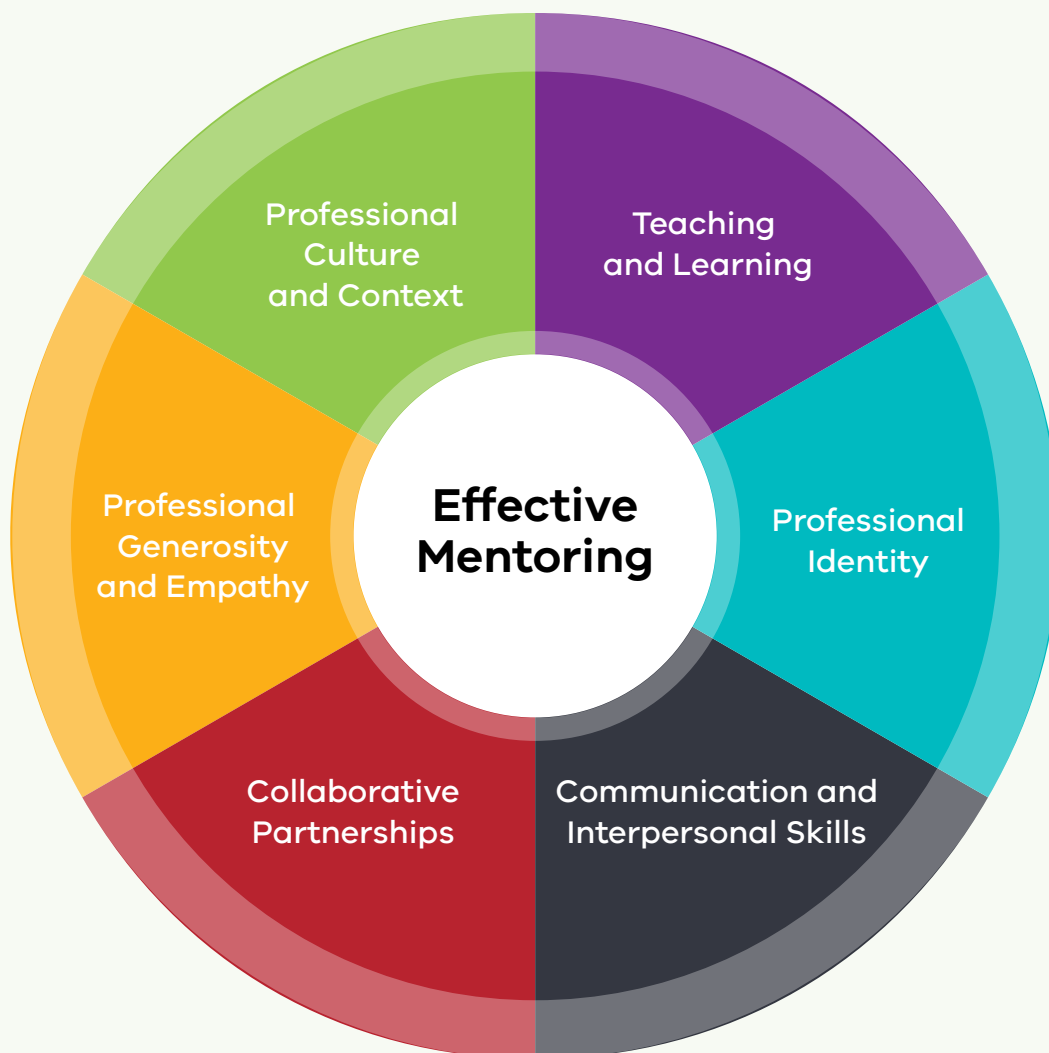 Professional
Culture
and Context
Teaching
and Learning
Professional
Generosity
and Empathy
Effective
Mentoring
Professional
Identity
Collaborative
Partnerships
Communication and
Interpersonal Skills